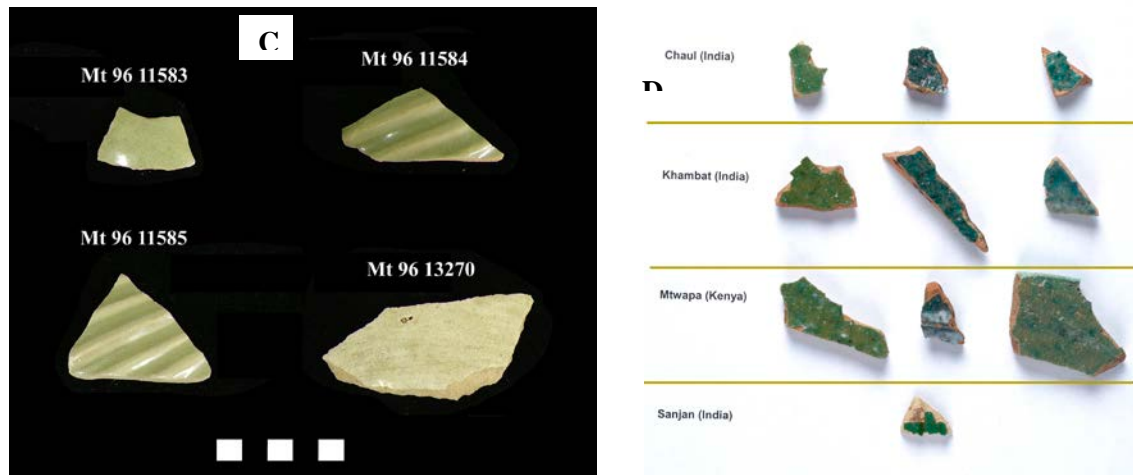 C
Mt 96 11583
Mt 96 11584
Mt 96 11585
Mt 96 13270
D
Chaul (India)
Khambat (India)
Mtwapa (Kenya)
Sanjan (India)